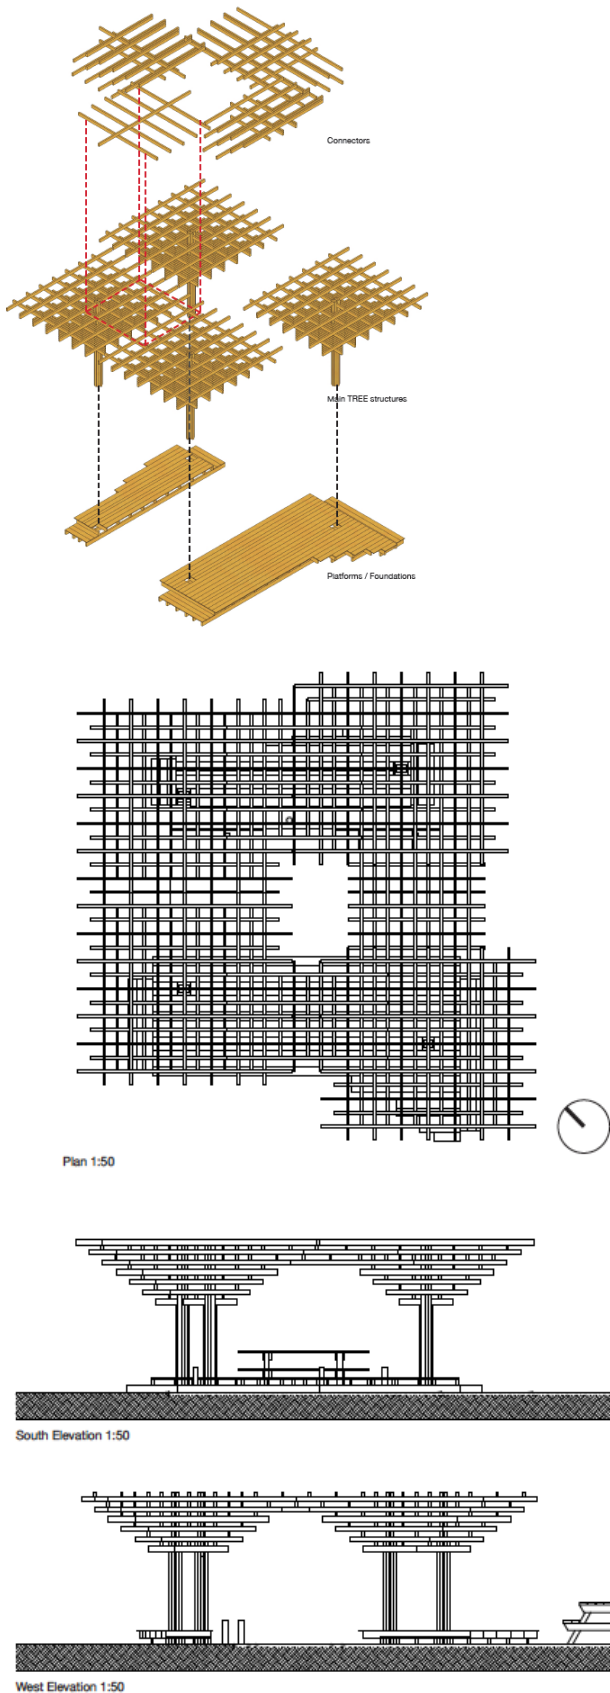 Connectors
Main TREE structures
Platforms / Foundations
Plan 1:50
South Elevation 1:50
West Elevation 1:50